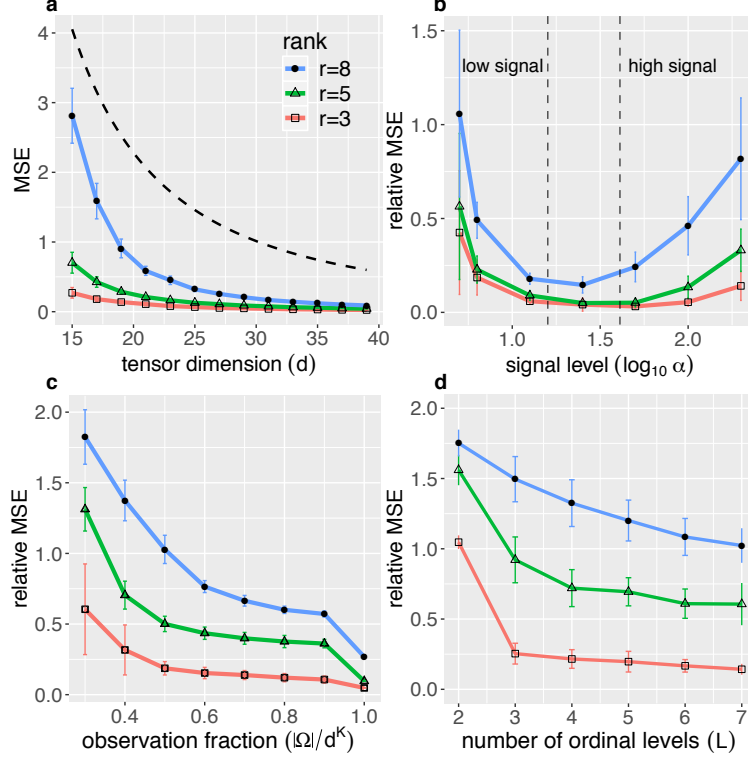 a
MSE
4
3
2
1
0
rank
r=8
r=5
r=3
15 20 25 30 35 40
tensor dimension (d)
b
relative MSE
1.5
1.0
0.5
0.0
low signal
high signal
1.0 1.5 2.0
signal level (log₁₀ α)
c
relative MSE
2.0
1.5
1.0
0.5
0.0
0.4 0.6 0.8 1.0
observation fraction (|Ω|/dᴷ)
d
relative MSE
2.0
1.5
1.0
0.5
0.0
2 3 4 5 6 7
number of ordinal levels (L)